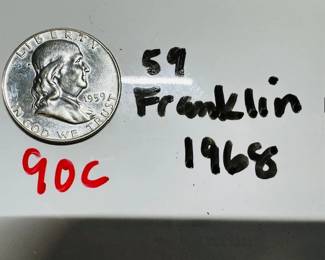 LIBERTY
1959
IN GOD WE TRUST
59
Franklin
1968
90C